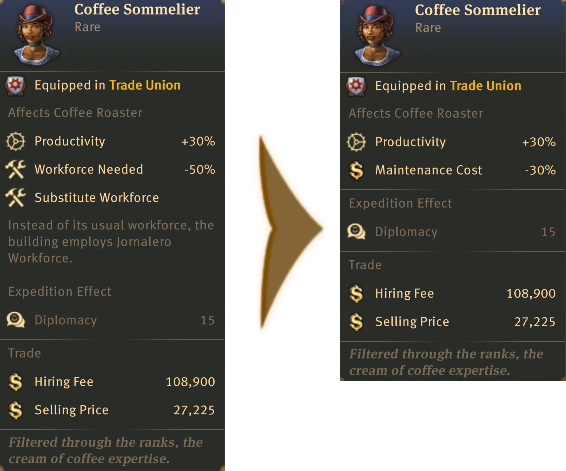 Coffee Sommelier
Rare
Equipped in Trade Union
Affects Coffee Roaster
Productivity +30%
Workforce Needed -50%
Substitute Workforce
Instead of its usual workforce, the
building employs Jornalero
Workforce.
Expedition Effect
Diplomacy 15
Trade
Hiring Fee 108,900
Selling Price 27,225
Filtered through the ranks, the
cream of coffee expertise.
Coffee Sommelier
Rare
Equipped in Trade Union
Affects Coffee Roaster
Productivity +30%
Maintenance Cost -30%
Expedition Effect
Diplomacy 15
Trade
Hiring Fee 108,900
Selling Price 27,225
Filtered through the ranks, the
cream of coffee expertise.